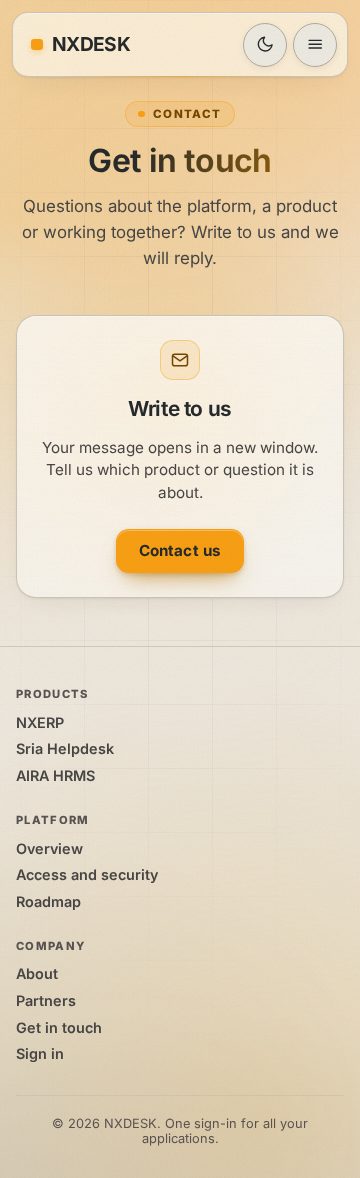 NXDESK
CONTACT
Get in touch
Questions about the platform, a product
or working together? Write to us and we
will reply.
Write to us
Your message opens in a new window.
Tell us which product or question it is
about.
Contact us
PRODUCTS
NXERP
Sria Helpdesk
AIRA HRMS
PLATFORM
Overview
Access and security
Roadmap
COMPANY
About
Partners
Get in touch
Sign in
© 2026 NXDESK. One sign-in for all your
applications.